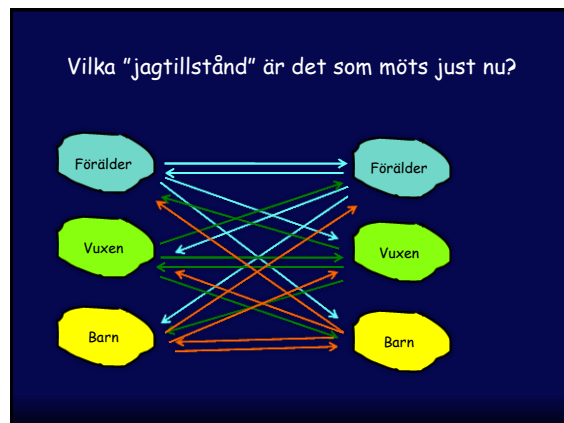 Vilka ”jagtillstånd” är det som möts just nu?
Förälder
Förälder
Vuxen
Vuxen
Barn
Barn